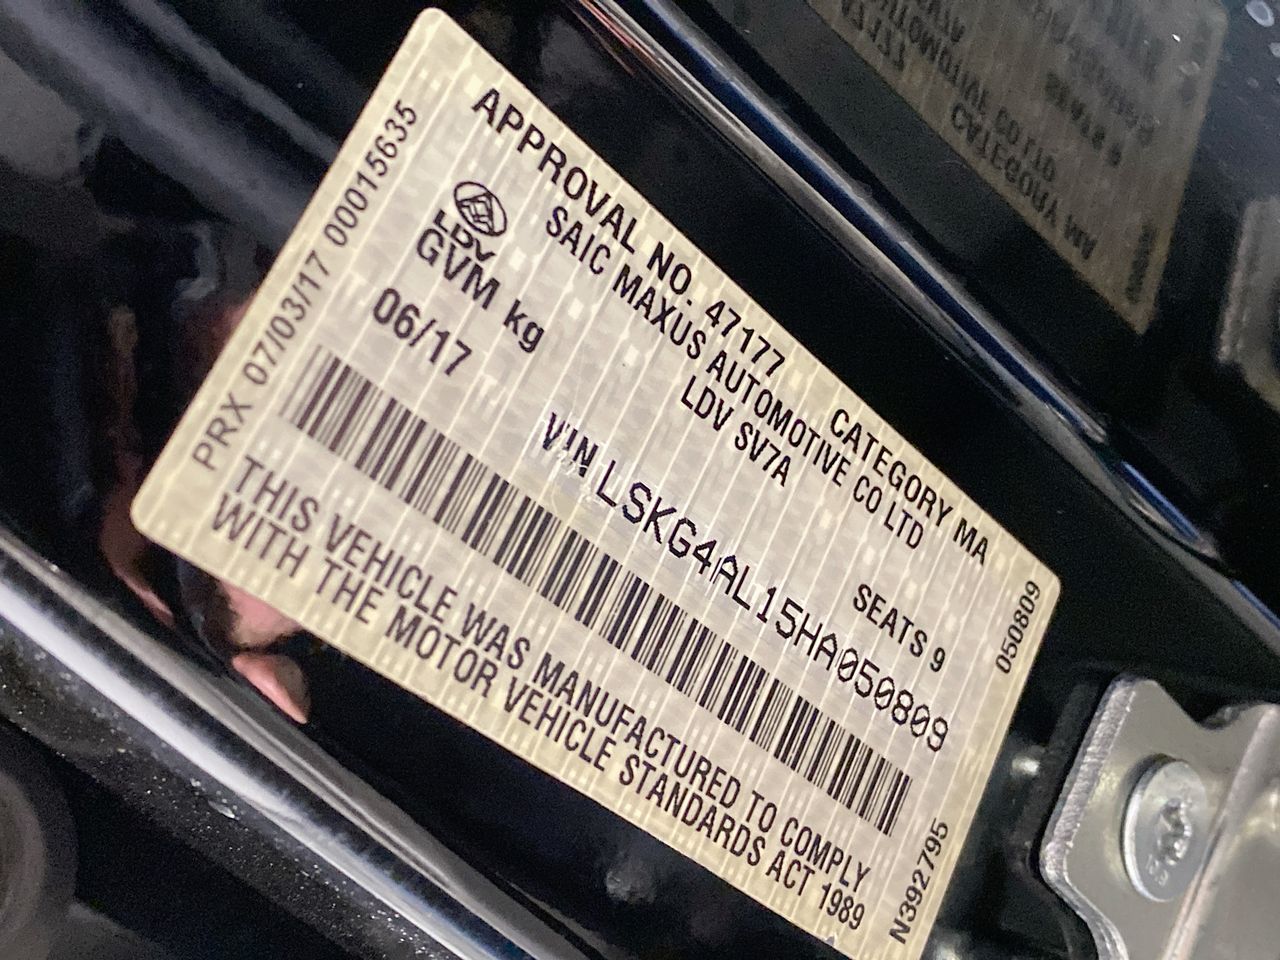 APPROVAL NO. 47177 CATEGORY MA
SAIC MAXUS AUTOMOTIVE CO LTD
LDV LDV SV7A
GVM kg SEATS 9
06/17 VIN LSKG4AL15HA050809
THIS VEHICLE WAS MANUFACTURED TO COMPLY
WITH THE MOTOR VEHICLE STANDARDS ACT 1989
PRX 07/03/17 00015635
N392795 050809